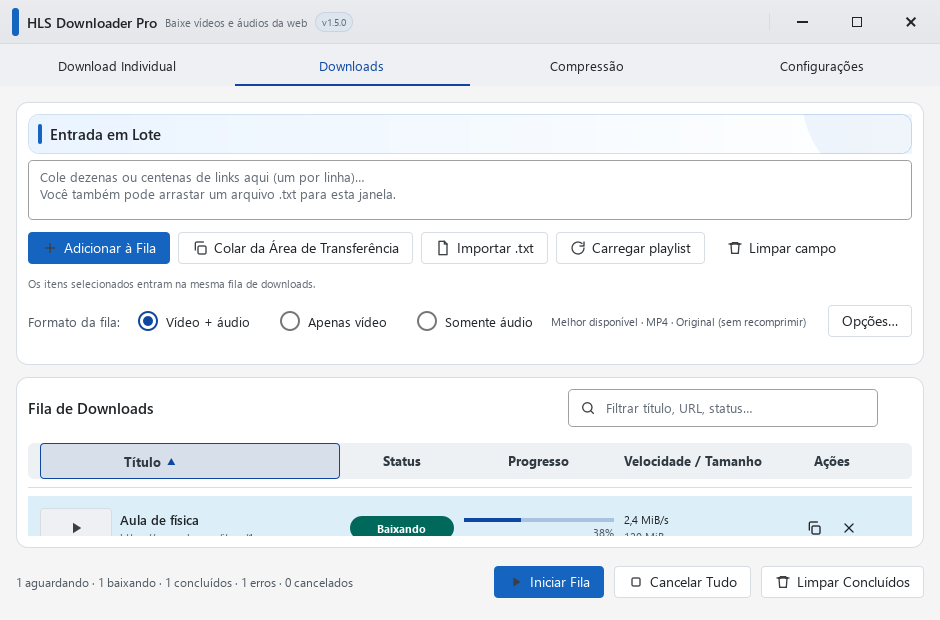 HLS Downloader Pro Baixe vídeos e áudios da web v1.5.0
Download Individual Downloads Compressão Configurações
Entrada em Lote
Cole dezenas ou centenas de links aqui (um por linha)...
Você também pode arrastar um arquivo .txt para esta janela.
Adicionar à Fila Colar da Área de Transferência Importar .txt Carregar playlist Limpar campo
Os itens selecionados entram na mesma fila de downloads.
Formato da fila: Vídeo + áudio Apenas vídeo Somente áudio Melhor disponível · MP4 · Original (sem recomprimir) Opções...
Fila de Downloads Filtrar título, URL, status...
Título Status Progresso Velocidade / Tamanho Ações
Aula de física Baixando 2,4 MiB/s
38%
1 aguardando · 1 baixando · 1 concluídos · 1 erros · 0 cancelados Iniciar Fila Cancelar Tudo Limpar Concluídos